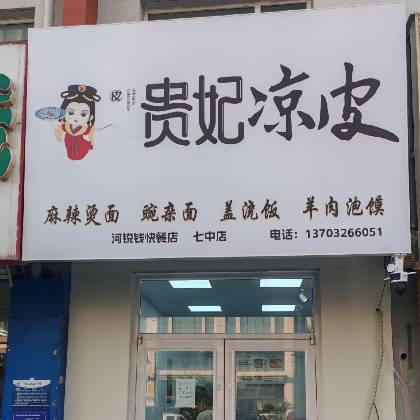 贵妃凉皮
麻辣烫面 豌杂面 盖浇饭 羊肉泡馍
河锐钱快餐店 七中店 电话：13703266051